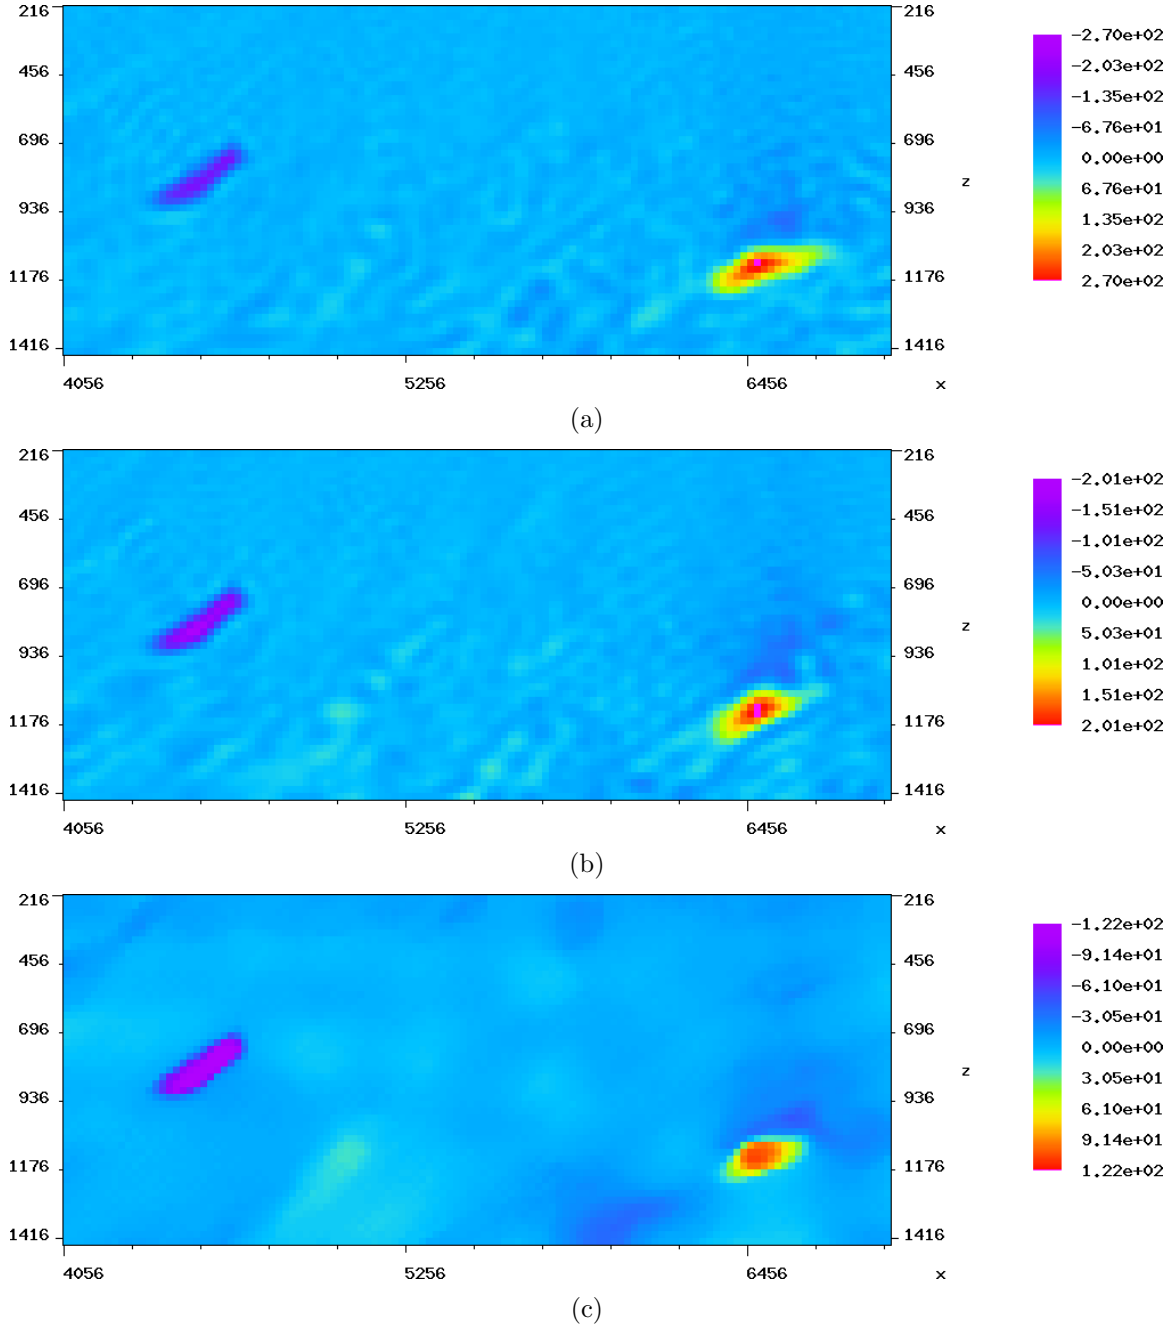 216 216
456 456
696 696
936 936
1176 1176
1416 1416
4056 5256 6456 x
z
-2.70e+02
-2.03e+02
-1.35e+02
-6.76e+01
0.00e+00
6.76e+01
1.35e+02
2.03e+02
2.70e+02
(a)
216 216
456 456
696 696
936 936
1176 1176
1416 1416
4056 5256 6456 x
z
-2.01e+02
-1.51e+02
-1.01e+02
-5.03e+01
0.00e+00
5.03e+01
1.01e+02
1.51e+02
2.01e+02
(b)
216 216
456 456
696 696
936 936
1176 1176
1416 1416
4056 5256 6456 x
z
-1.22e+02
-9.14e+01
-6.10e+01
-3.05e+01
0.00e+00
3.05e+01
6.10e+01
9.14e+01
1.22e+02
(c)